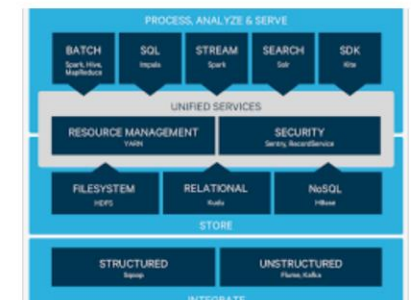 PROCESS, ANALYZE & SERVE
BATCH
Spark, Hive,
MapReduce
SQL
Impala
STREAM
Spark
SEARCH
Solr
SDK
Kite
UNIFIED SERVICES
RESOURCE MANAGEMENT
YARN
SECURITY
Sentry, RecordService
FILESYSTEM
HDFS
RELATIONAL
Kudu
NoSQL
HBase
STORE
STRUCTURED
Sqoop
UNSTRUCTURED
Flume, Kafka
INTEGRATE